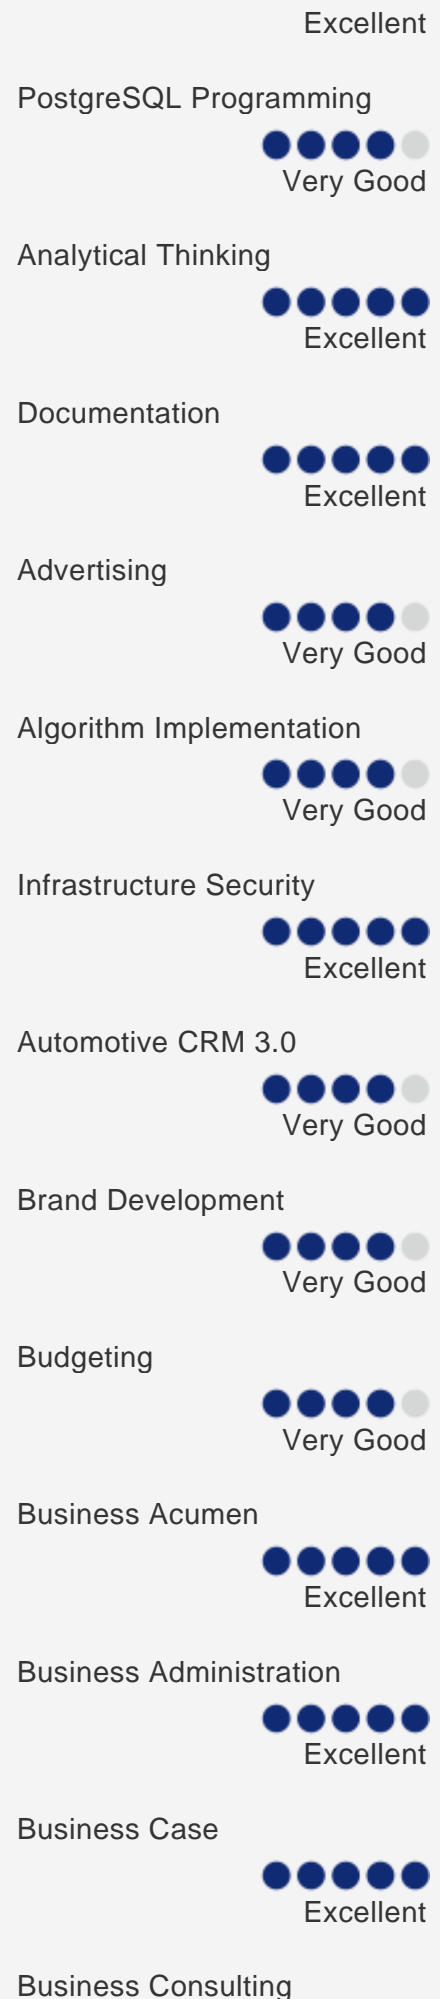 Excellent
PostgreSQL Programming
Very Good
Analytical Thinking
Excellent
Documentation
Excellent
Advertising
Very Good
Algorithm Implementation
Very Good
Infrastructure Security
Excellent
Automotive CRM 3.0
Very Good
Brand Development
Very Good
Budgeting
Very Good
Business Acumen
Excellent
Business Administration
Excellent
Business Case
Excellent
Business Consulting